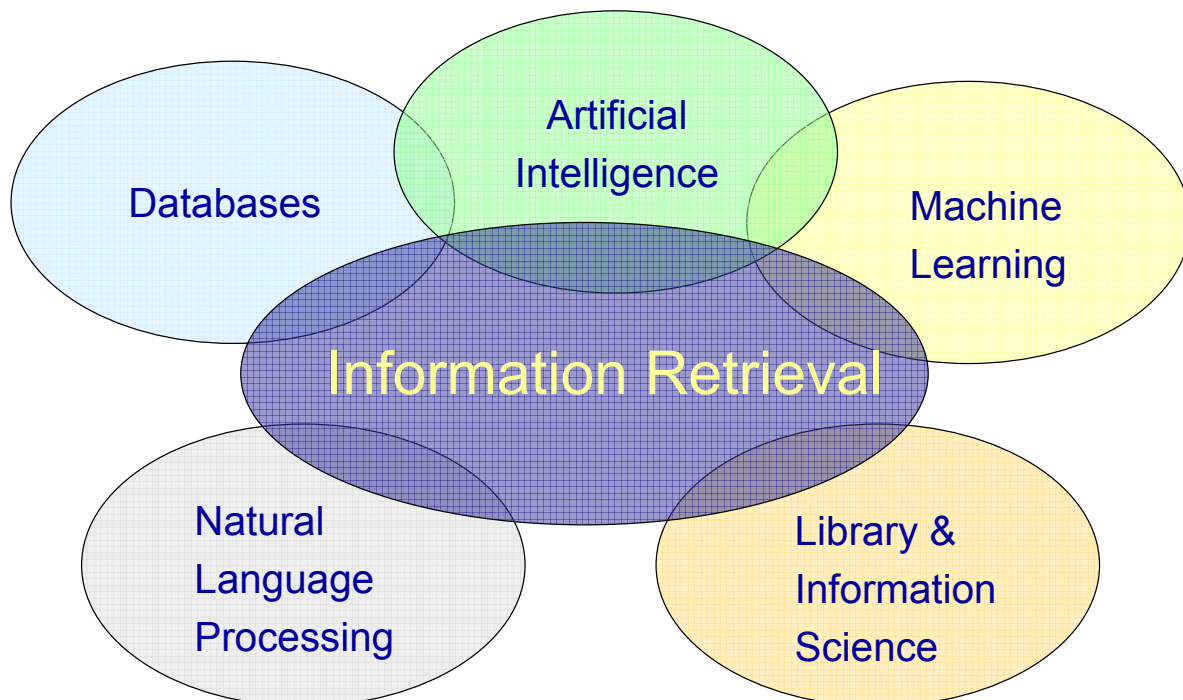 Artificial
Intelligence
Databases
Machine
Learning
Information Retrieval
Natural
Language
Processing
Library &
Information
Science